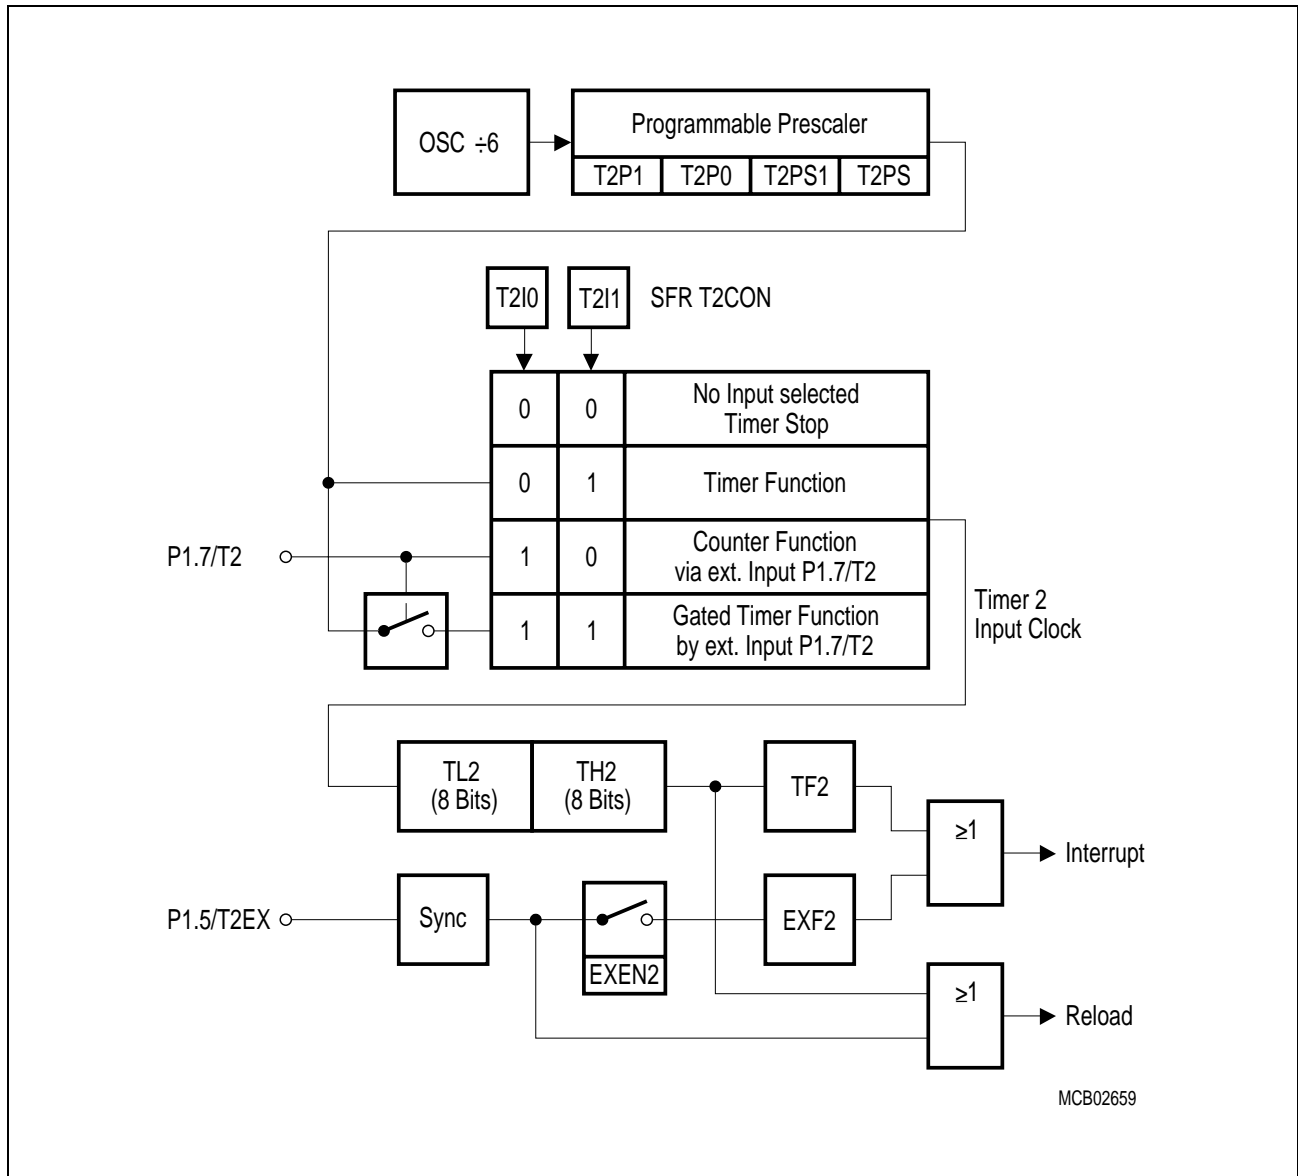 OSC ÷6
Programmable Prescaler
T2P1 T2P0 T2PS1 T2PS
T2I0 T2I1 SFR T2CON
0 0 No Input selected
Timer Stop
0 1 Timer Function
P1.7/T2
1 0 Counter Function
via ext. Input P1.7/T2
1 1 Gated Timer Function
by ext. Input P1.7/T2
Timer 2
Input Clock
TL2
(8 Bits)
TH2
(8 Bits)
TF2
≥1
Interrupt
P1.5/T2EX
Sync
EXEN2
EXF2
≥1
Reload
MCB02659